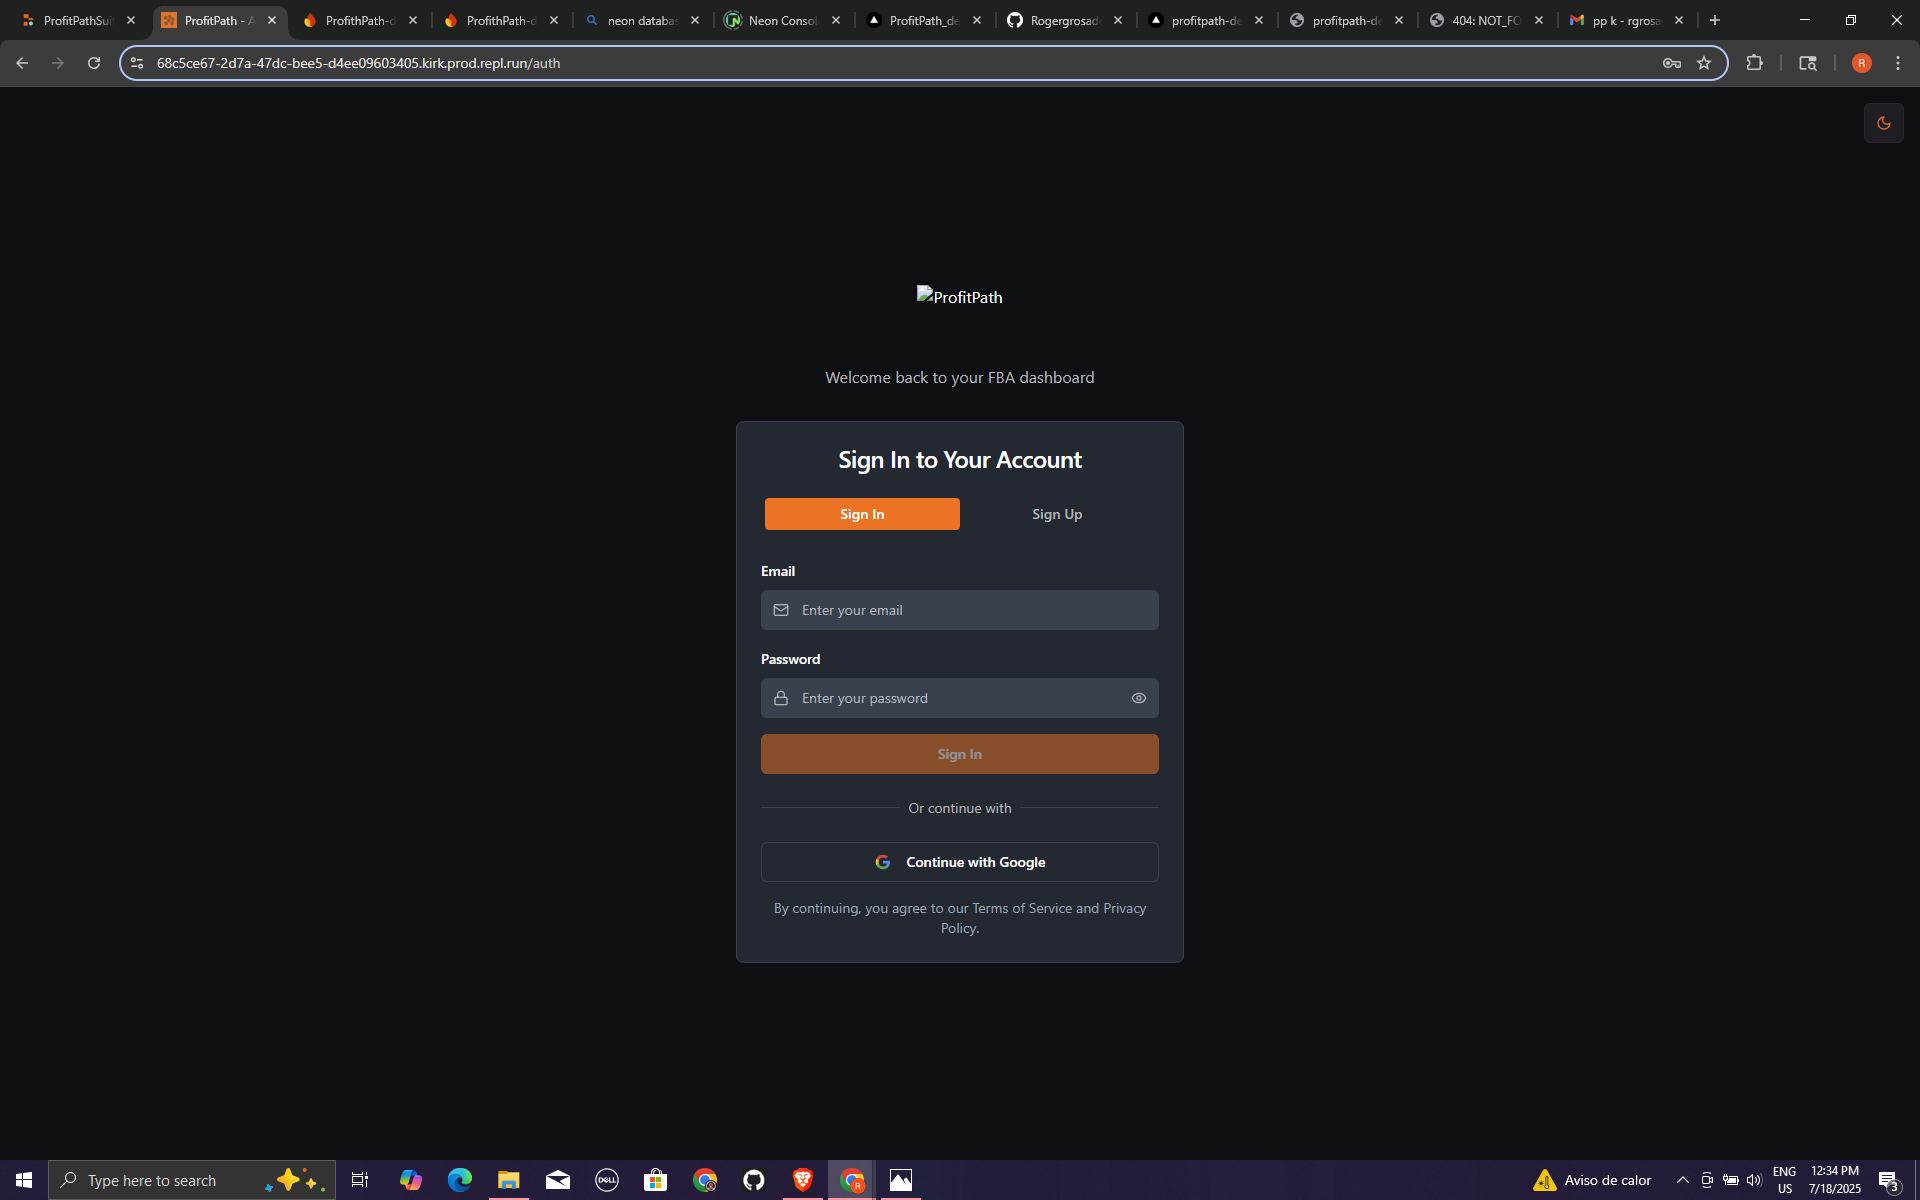 ProfitPathSui
ProfitPath - A
ProfithPath-d
ProfithPath-d
neon databas
Neon Consol
ProfitPath_de
Rogergrosad
profitpath-de
profitpath-de
404: NOT_FO
pp k - rgrosa
68c5ce67-2d7a-47dc-bee5-d4ee09603405.kirk.prod.repl.run/auth
R
ProfitPath
Welcome back to your FBA dashboard
Sign In to Your Account
Sign In
Sign Up
Email
Enter your email
Password
Enter your password
Sign In
Or continue with
Continue with Google
By continuing, you agree to our Terms of Service and Privacy
Policy.
Type here to search
DELL
R
Aviso de calor
ENG
US
12:34 PM
7/18/2025
3